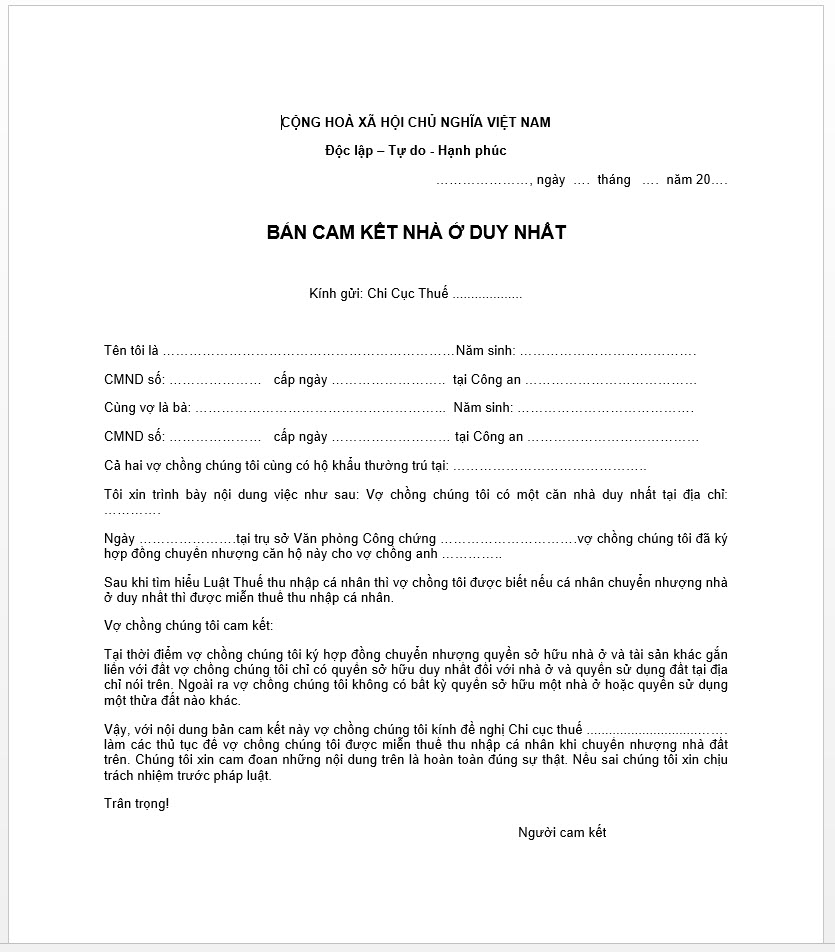 CỘNG HOÀ XÃ HỘI CHỦ NGHĨA VIỆT NAM
Độc lập – Tự do - Hạnh phúc
…………………, ngày …. tháng …. năm 20….
BẢN CAM KẾT NHÀ Ở DUY NHẤT
Kính gửi: Chi Cục Thuế ...................
Tên tôi là …………………………………………………………Năm sinh: ………………………………….
CMND số: ………………… cấp ngày …………………….. tại Công an …………………………………
Cùng vợ là bà: ………………………………………………… Năm sinh: ………………………………….
CMND số: ………………… cấp ngày ……………………… tại Công an …………………………………
Cả hai vợ chồng chúng tôi cùng có hộ khẩu thường trú tại: ……………………………………..
Tôi xin trình bày nội dung việc như sau: Vợ chồng chúng tôi có một căn nhà duy nhất tại địa chỉ:
………….
Ngày ………………….tại trụ sở Văn phòng Công chứng ………………………….vợ chồng chúng tôi đã ký
hợp đồng chuyển nhượng căn hộ này cho vợ chồng anh …………..
Sau khi tìm hiểu Luật Thuế thu nhập cá nhân thì vợ chồng tôi được biết nếu cá nhân chuyển nhượng nhà
ở duy nhất thì được miễn thuế thu nhập cá nhân.
Vợ chồng chúng tôi cam kết:
Tại thời điểm vợ chồng chúng tôi ký hợp đồng chuyển nhượng quyền sở hữu nhà ở và tài sản khác gắn
liền với đất vợ chồng chúng tôi chỉ có quyền sở hữu duy nhất đối với nhà ở và quyền sử dụng đất tại địa
chỉ nói trên. Ngoài ra vợ chồng chúng tôi không có bất kỳ quyền sở hữu một nhà ở hoặc quyền sử dụng
một thửa đất nào khác.
Vậy, với nội dung bản cam kết này vợ chồng chúng tôi kính đề nghị Chi cục thuế .............................…….
làm các thủ tục để vợ chồng chúng tôi được miễn thuế thu nhập cá nhân khi chuyển nhượng nhà đất
trên. Chúng tôi xin cam đoan những nội dung trên là hoàn toàn đúng sự thật. Nếu sai chúng tôi xin chịu
trách nhiệm trước pháp luật.
Trân trọng!
Người cam kết